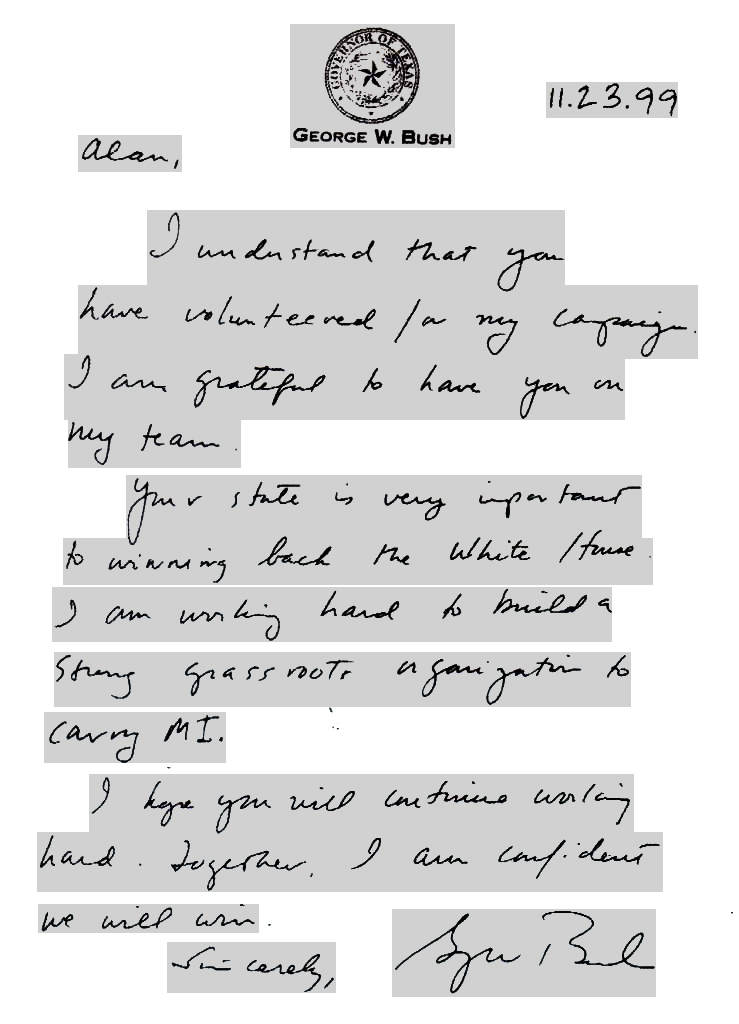 GOVERNOR OF TEXAS
GEORGE W. BUSH
11.23.99
Alan,
I understand that you
have volunteered for my campaign.
I am grateful to have you on
my team.
Your state is very important
to winning back the White House.
I am working hard to build a
strong grassroots organization to
carry MI.
I hope you will continue working
hard. Together, I am confident
we will win.
Sincerely,
George Bush